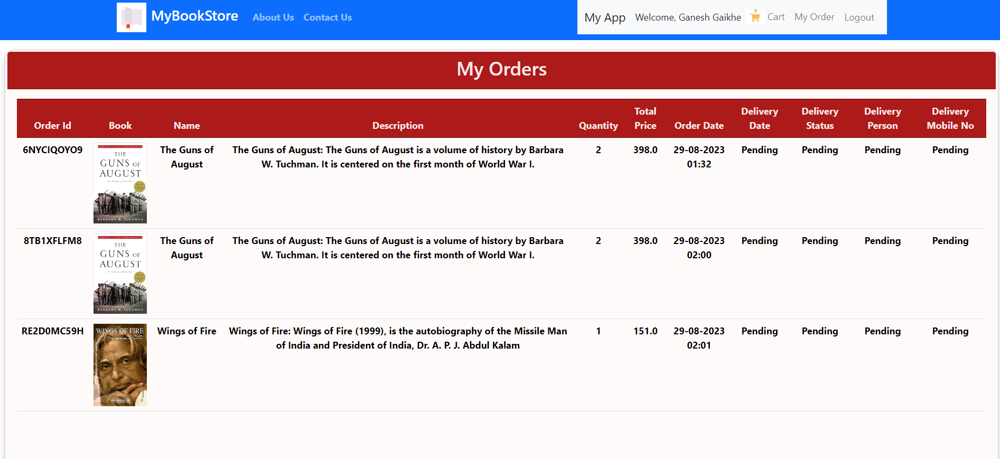 MyBookStore About Us Contact Us My App Welcome, Ganesh Gaikhe Cart My Order Logout
My Orders
Order Id Book Name Description Quantity Total Price Order Date Delivery Date Delivery Status Delivery Person Delivery Mobile No
6NYCIQOYO9
THE
GUNS OF
AUGUST
BARBARA W. TUCHMAN
The Guns of
August
The Guns of August: The Guns of August is a volume of history by Barbara
W. Tuchman. It is centered on the first month of World War I.
2
398.0
29-08-2023
01:32
Pending Pending Pending Pending
8TB1XFLFM8
THE
GUNS OF
AUGUST
BARBARA W. TUCHMAN
The Guns of
August
The Guns of August: The Guns of August is a volume of history by Barbara
W. Tuchman. It is centered on the first month of World War I.
2
398.0
29-08-2023
02:00
Pending Pending Pending Pending
RE2D0MC59H
WINGS OF FIRE
Wings of Fire
Wings of Fire: Wings of Fire (1999), is the autobiography of the Missile Man
of India and President of India, Dr. A. P. J. Abdul Kalam
1
151.0
29-08-2023
02:01
Pending Pending Pending Pending